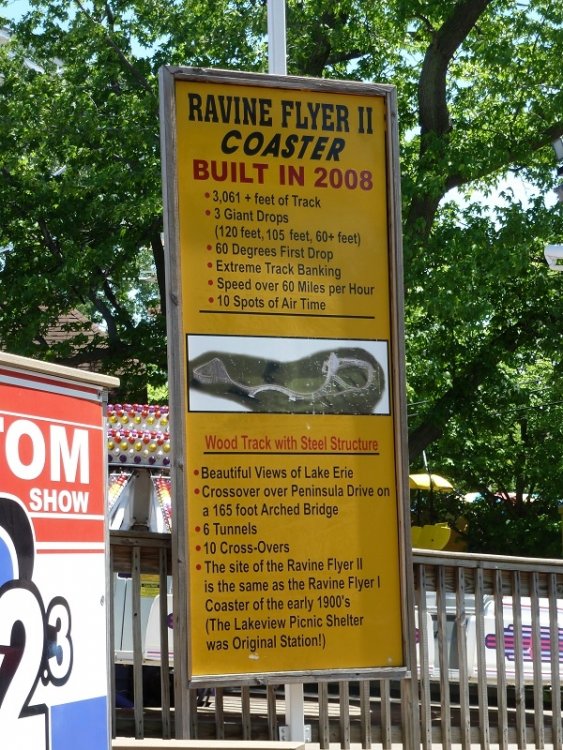 RAVINE FLYER II
COASTER
BUILT IN 2008
• 3,061 + feet of Track
• 3 Giant Drops
(120 feet, 105 feet, 60+ feet)
• 60 Degrees First Drop
• Extreme Track Banking
• Speed over 60 Miles per Hour
• 10 Spots of Air Time
Wood Track with Steel Structure
• Beautiful Views of Lake Erie
• Crossover over Peninsula Drive on
a 165 foot Arched Bridge
• 6 Tunnels
• 10 Cross-Overs
• The site of the Ravine Flyer II
is the same as the Ravine Flyer I
Coaster of the early 1900's
(The Lakeview Picnic Shelter
was Original Station!)
TOM
SHOW
2 3